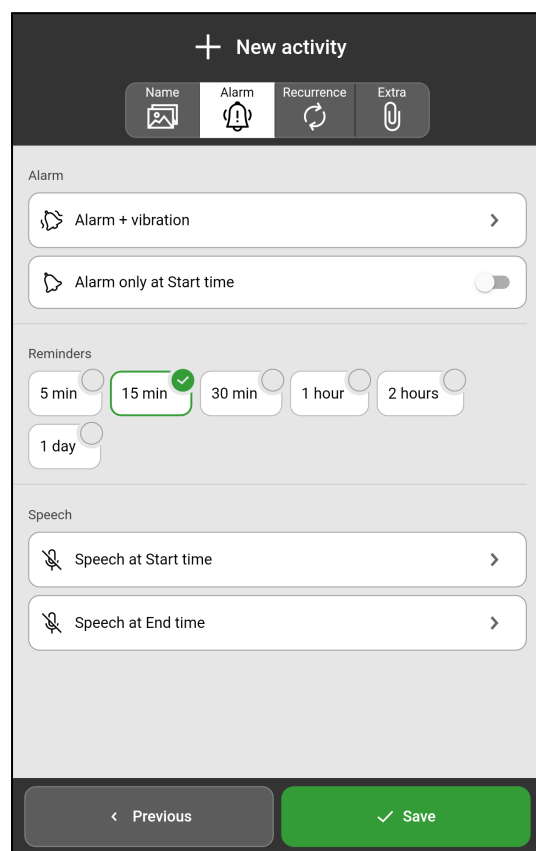 New activity
Name Alarm Recurrence Extra
Alarm
Alarm + vibration
Alarm only at Start time
Reminders
5 min 15 min 30 min 1 hour 2 hours
1 day
Speech
Speech at Start time
Speech at End time
Previous Save